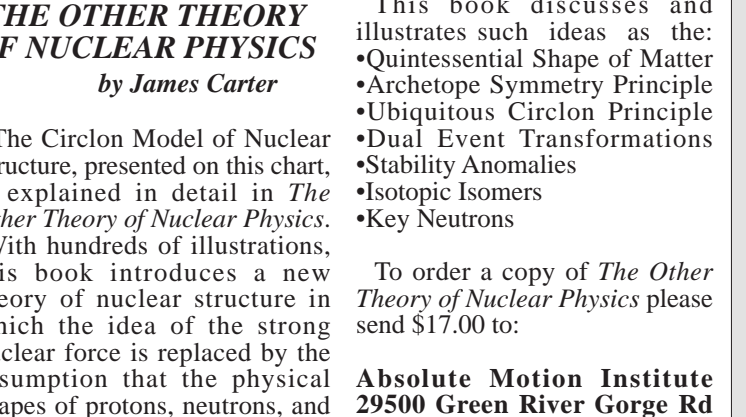 THE OTHER THEORY
F NUCLEAR PHYSICS
by James Carter
The Circlon Model of Nuclear
ructure, presented on this chart,
explained in detail in The
her Theory of Nuclear Physics.
With hundreds of illustrations,
is book introduces a new
eory of nuclear structure in
hich the idea of the strong
clear force is replaced by the
sumption that the physical
apes of protons, neutrons, and
This book discusses and
illustrates such ideas as the:
•Quintessential Shape of Matter
•Archetope Symmetry Principle
•Ubiquitous Circlon Principle
•Dual Event Transformations
•Stability Anomalies
•Isotopic Isomers
•Key Neutrons
To order a copy of The Other
Theory of Nuclear Physics please
send $17.00 to:
Absolute Motion Institute
29500 Green River Gorge Rd